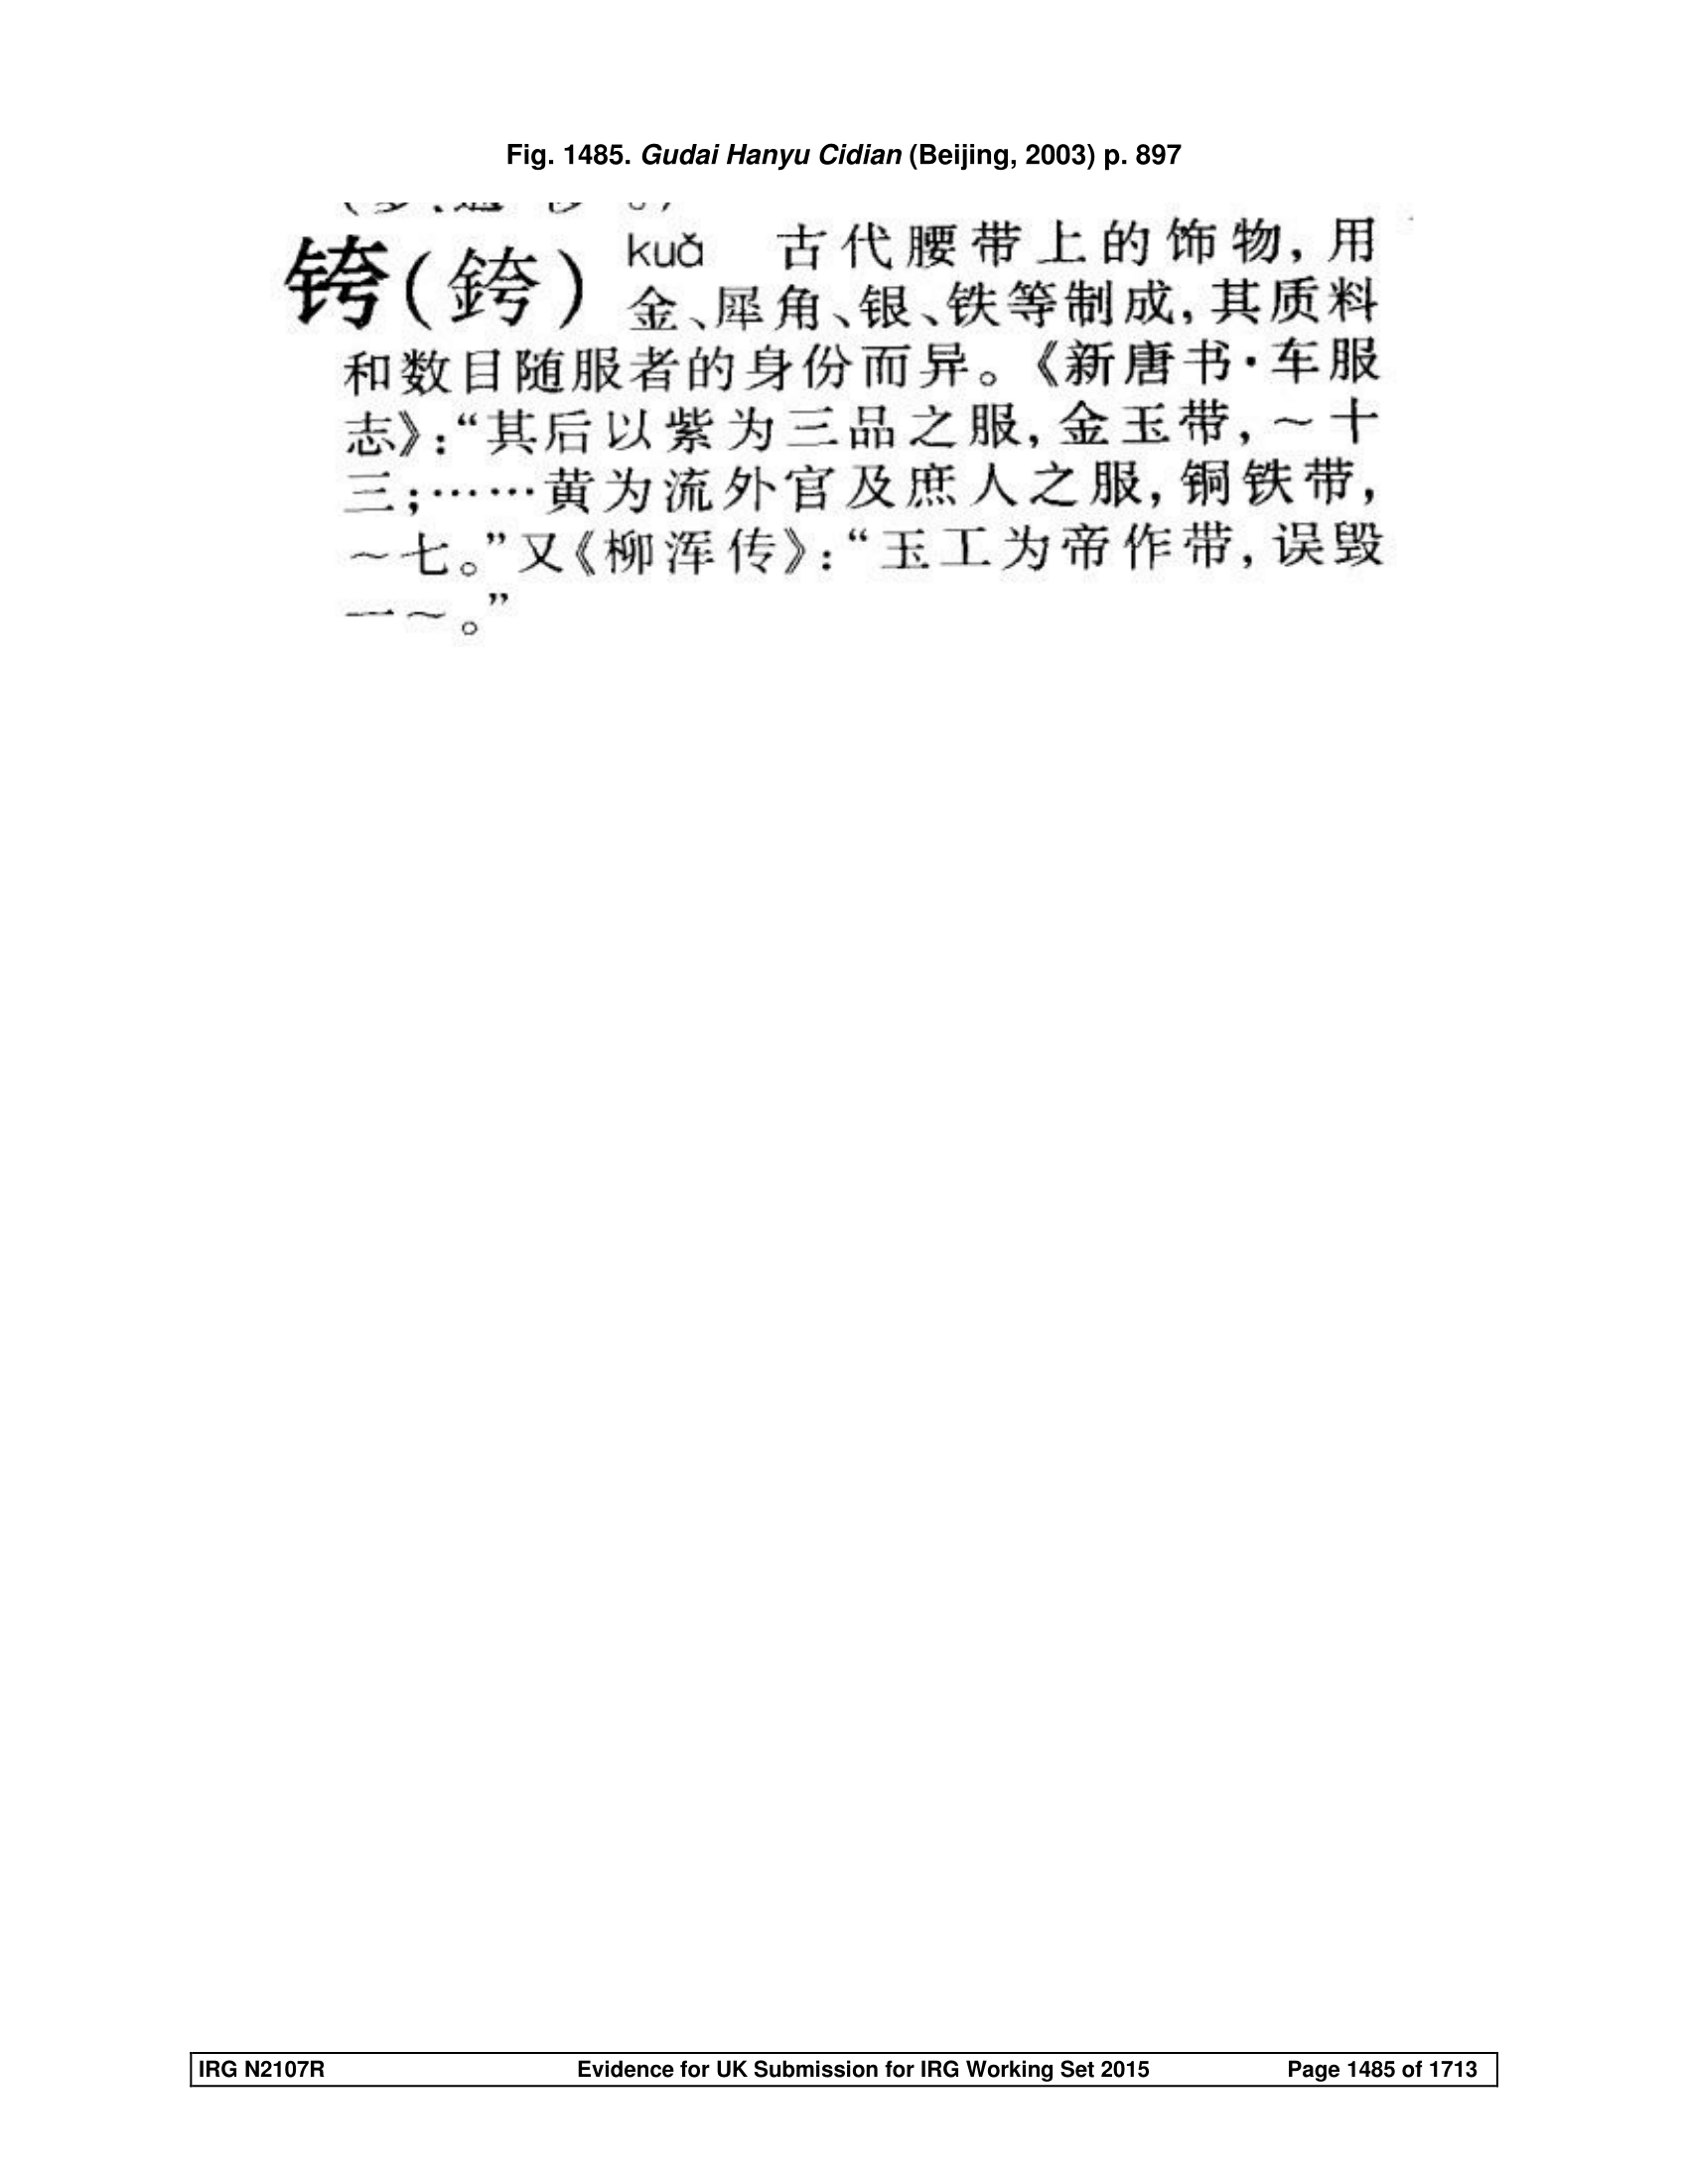 Fig. 1485. Gudai Hanyu Cidian (Beijing, 2003) p. 897
𫓴(銙) kuǎ 古代腰带上的饰物,用
金、犀角、银、铁等制成,其质料
和数目随服者的身份而异。《新唐书·车服
志》:“其后以紫为三品之服,金玉带,～十
三;……黄为流外官及庶人之服,铜铁带,
～七。”又《柳浑传》:“玉工为帝作带,误毁
一～。”
IRG N2107R Evidence for UK Submission for IRG Working Set 2015 Page 1485 of 1713